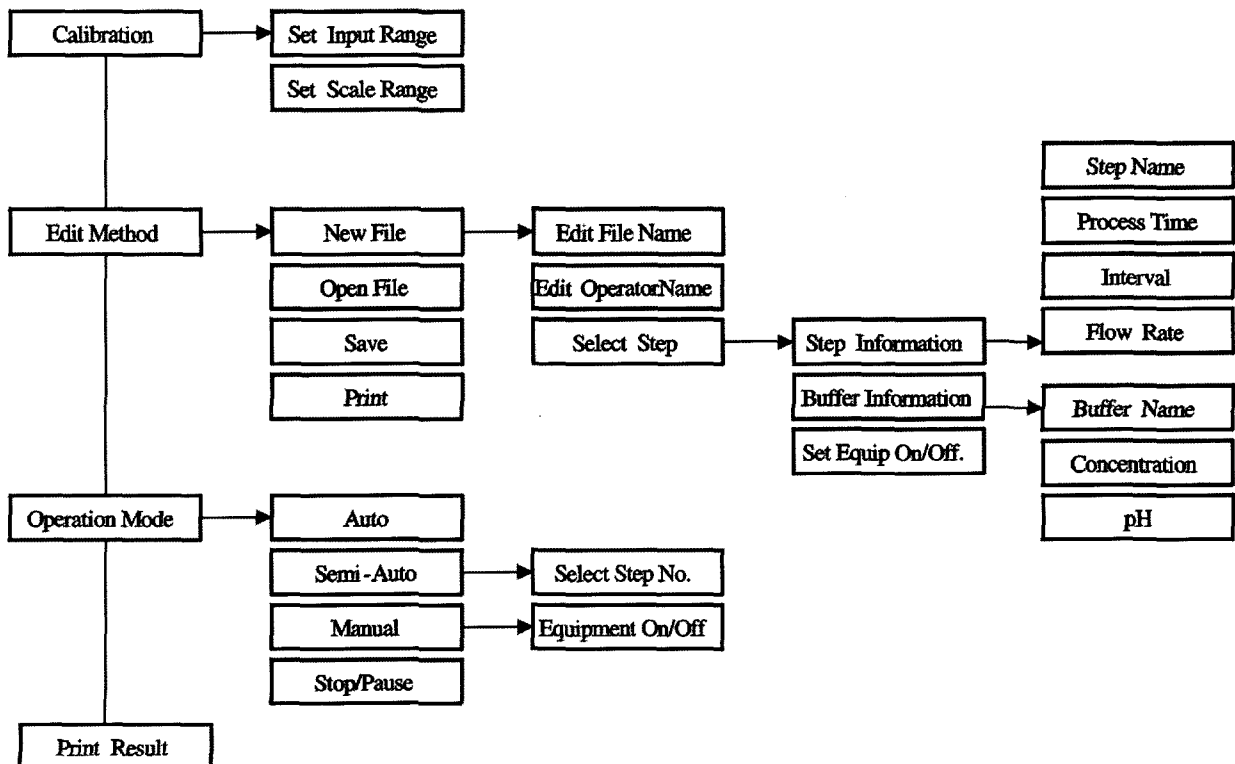 Calibration
Set Input Range
Set Scale Range
Edit Method
New File
Open File
Save
Print
Edit File Name
Edit OperatorName
Select Step
Step Information
Buffer Information
Set Equip On/Off.
Step Name
Process Time
Interval
Flow Rate
Buffer Name
Concentration
pH
Operation Mode
Auto
Semi-Auto
Manual
Stop/Pause
Select Step No.
Equipment On/Off
Print Result